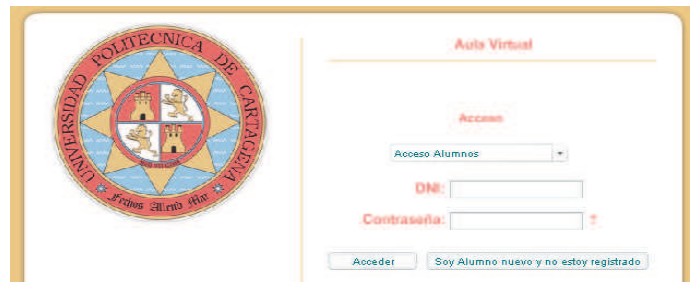 UNIVERSIDAD POLITECNICA DE CARTAGENA
Aula Virtual
Acceso
Acceso Alumnos
DNI:
Contraseña:
Acceder
Soy Alumno nuevo y no estoy registrado